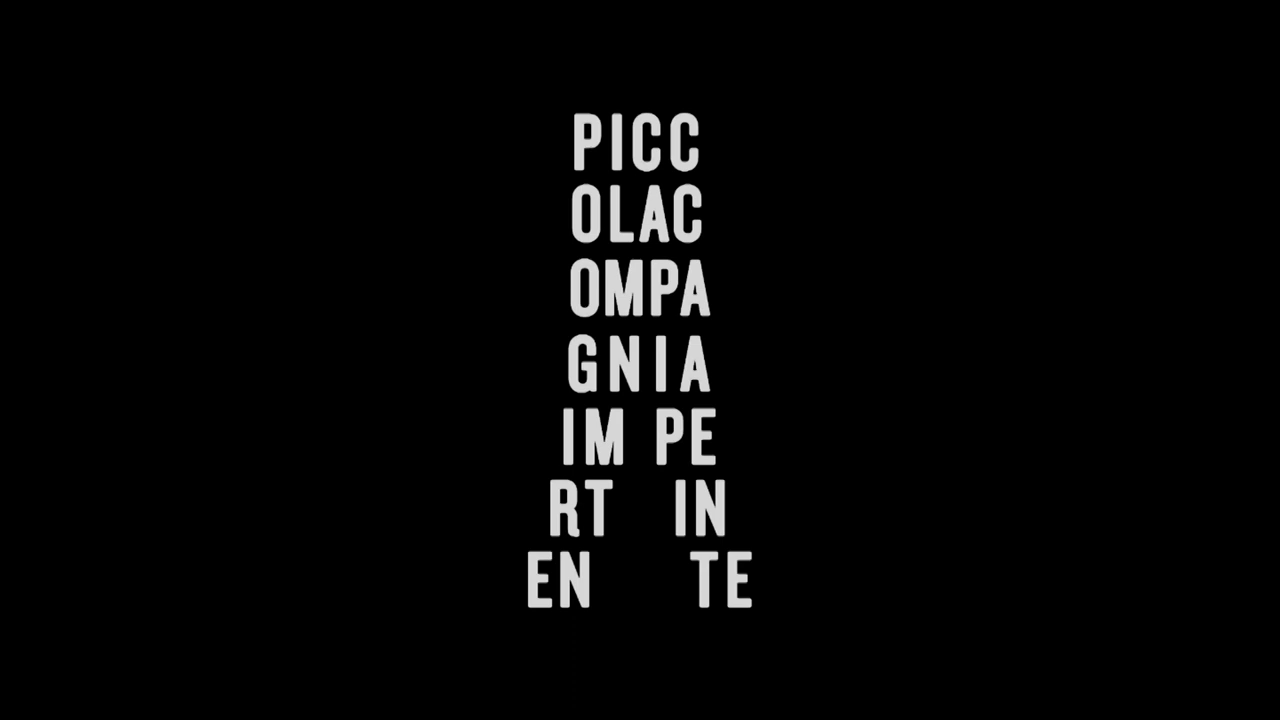 PICC
OLAC
OMPA
GNIA
IM PE
RT IN
EN TE